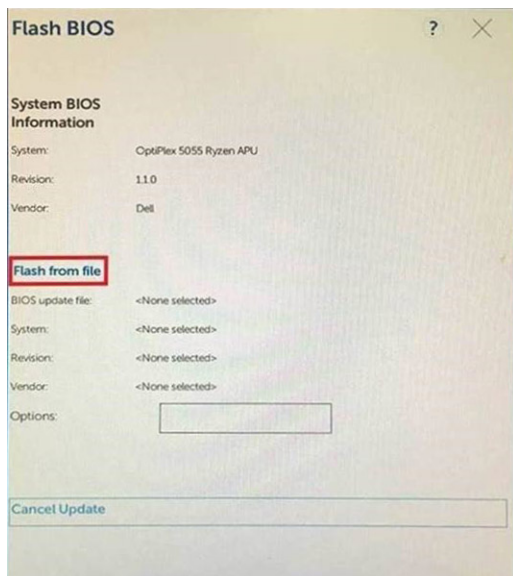 Flash BIOS ?
System BIOS
Information
System: OptiPlex 5055 Ryzen APU
Revision: 1.1.0
Vendor: Dell
Flash from file
BIOS update file: <None selected>
System: <None selected>
Revision: <None selected>
Vendor: <None selected>
Options:
Cancel Update